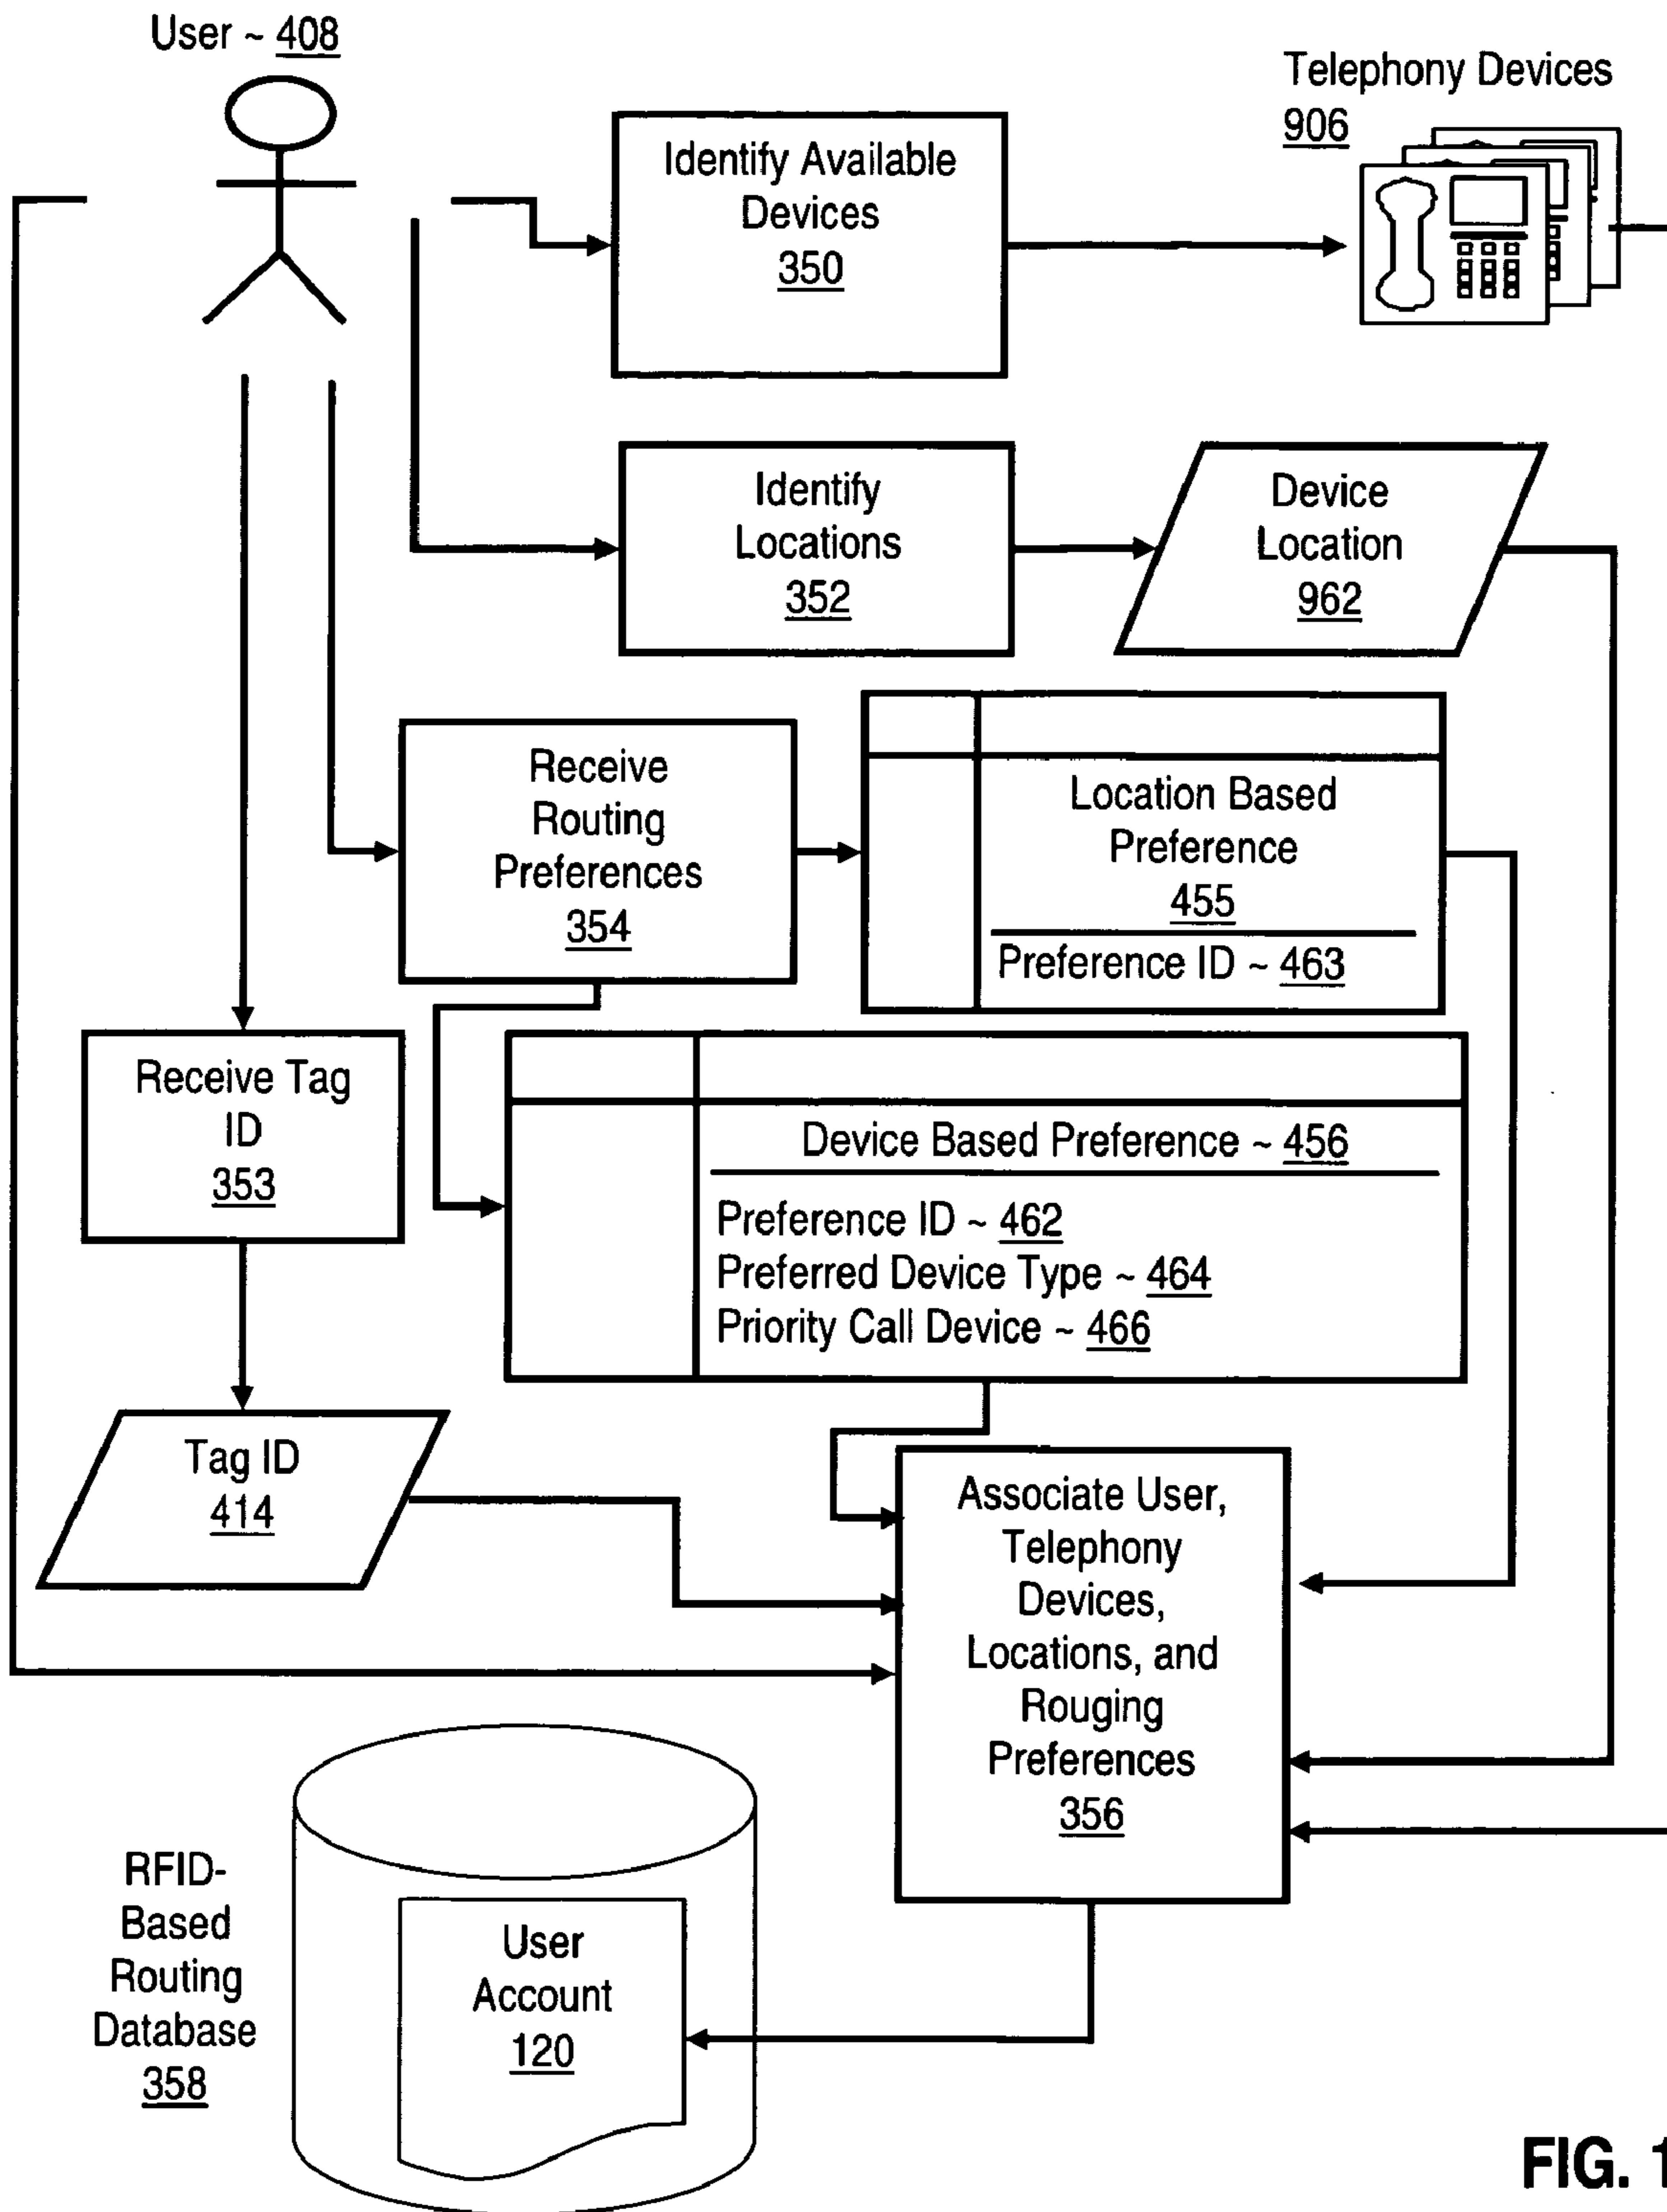 User ~ 408
Telephony Devices
906
Identify Available
Devices
350
Identify
Locations
352
Device
Location
962
Receive
Routing
Preferences
354
Location Based
Preference
455
Preference ID ~ 463
Receive Tag
ID
353
Device Based Preference ~ 456
Preference ID ~ 462
Preferred Device Type ~ 464
Priority Call Device ~ 466
Tag ID
414
Associate User,
Telephony
Devices,
Locations, and
Rouging
Preferences
356
RFID-
Based
Routing
Database
358
User
Account
120
FIG. 1